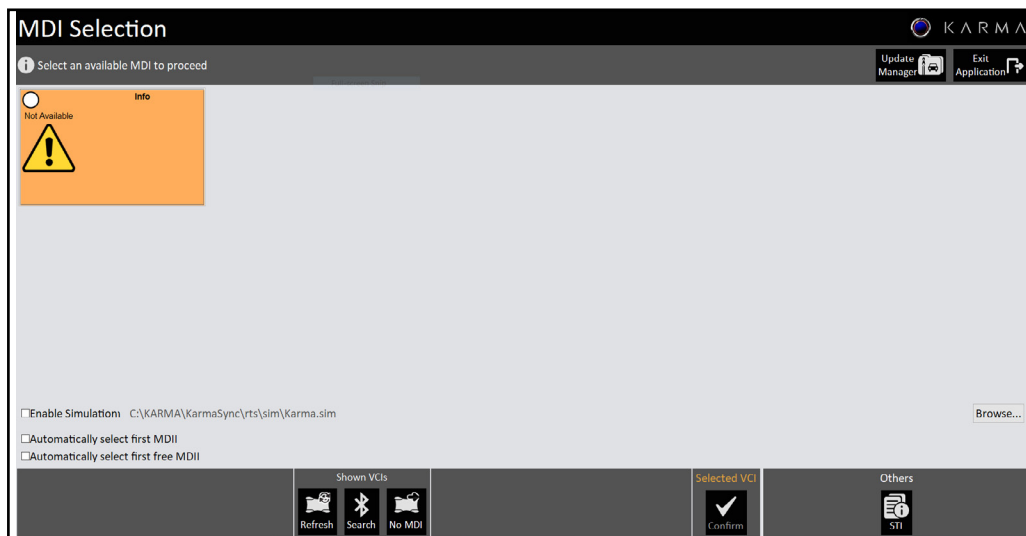 MDI Selection
KARMA
Select an available MDI to proceed
Update
Manager
Exit
Application
Info
Not Available
Enable Simulation C:\KARMA\KarmaSync\rts\sim\Karma.sim
Browse...
Automatically select first MDII
Automatically select first free MDII
Shown VCIs
Refresh
Search
No MDI
Selected VCI
Confirm
Others
STI